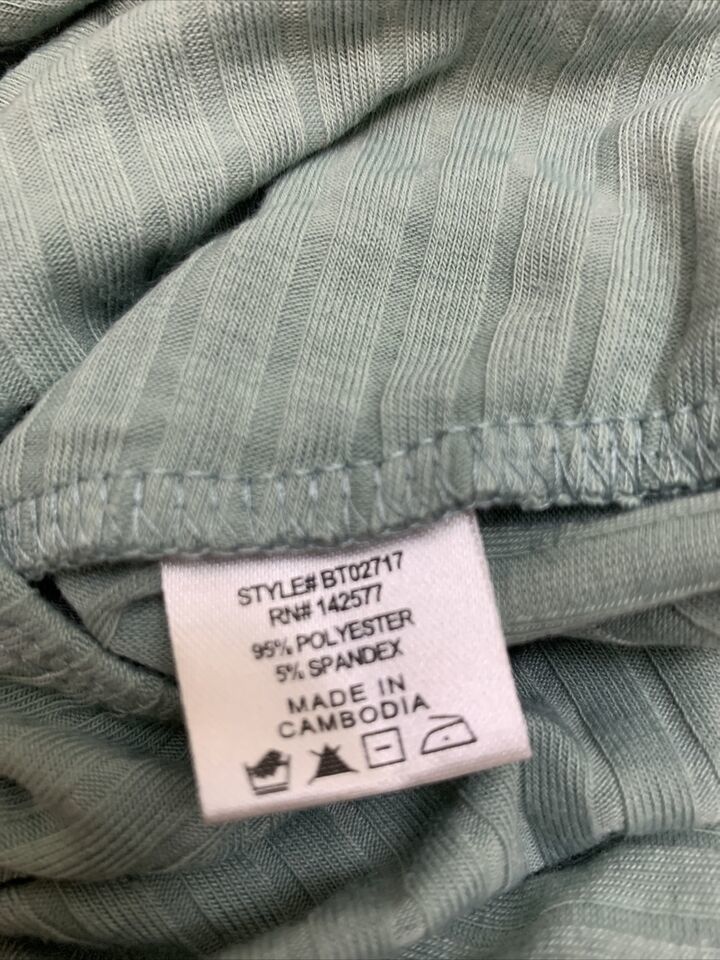 STYLE# BT02717
RN# 142577
95% POLYESTER
5% SPANDEX
MADE IN
CAMBODIA